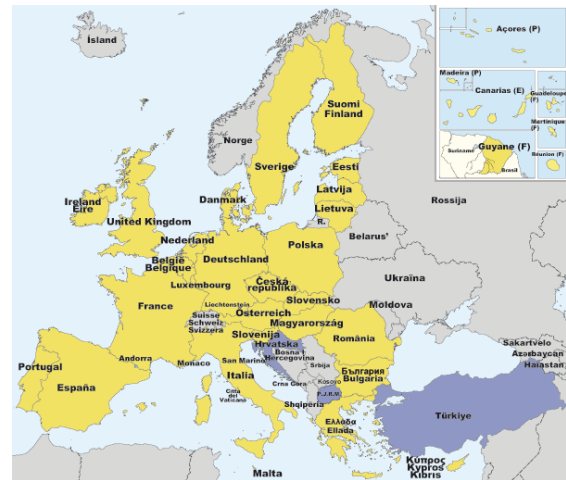 Ísland
Açores (P)
Madeira (P)
Canarias (E)
Guadeloupe
(F)
Martinique
(F)
Réunion (F)
Guyane (F)
Suriname
Brasil
Suomi
Finland
Norge
Sverige
Eesti
Latvija
Lietuva
R.
Rossija
Danmark
Ireland
Eire
United Kingdom
Nederland
België
Belgique
Deutschland
Polska
Belarus'
Luxembourg
Česká
republika
Ukraïna
France
Liechtenstein
Slovensko
Moldova
Suisse
Schweiz
Svizzera
Österreich
Magyarország
Slovenija
Hrvatska
România
Bosna i
Hercegovina
Srbija
Sakartvelo
Azərbaycan
Haïastan
Portugal
España
Andorra
Monaco
San Marino
Italia
Città
del
Vaticano
Crna Gora
Kosovo
България
Bulgaria
P.J.R.M.
Shqipëria
Türkiye
Ελλάδα
Ellada
Malta
Κύπρος
Kypros
Kıbrıs